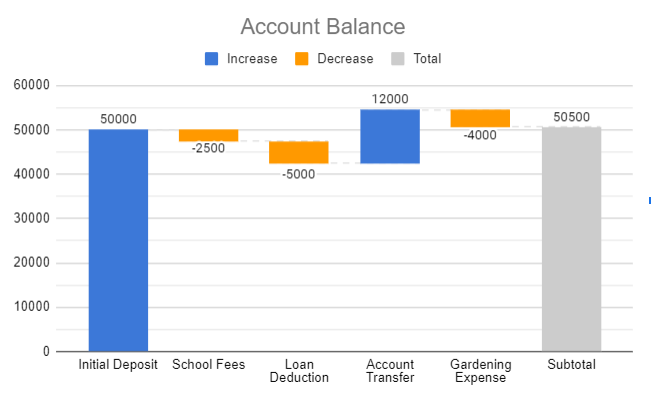 Account Balance
Increase Decrease Total
60000
12000
50000
50000
-2500
-5000
-4000
50500
40000
30000
20000
10000
0
Initial Deposit
School Fees
Loan
Deduction
Account
Transfer
Gardening
Expense
Subtotal